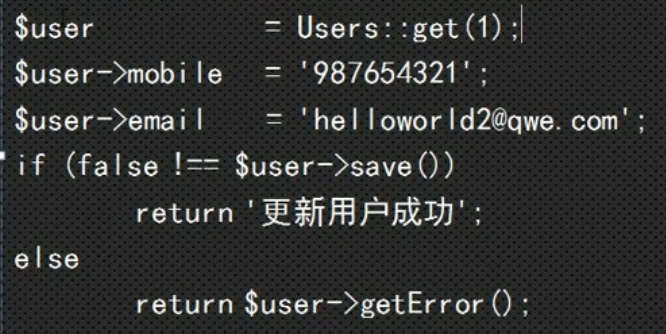 $user = Users::get(1);
$user->mobile = '987654321';
$user->email = 'helloworld2@qwe.com';
if (false !== $user->save())
return '更新用户成功';
else
return $user->getError();